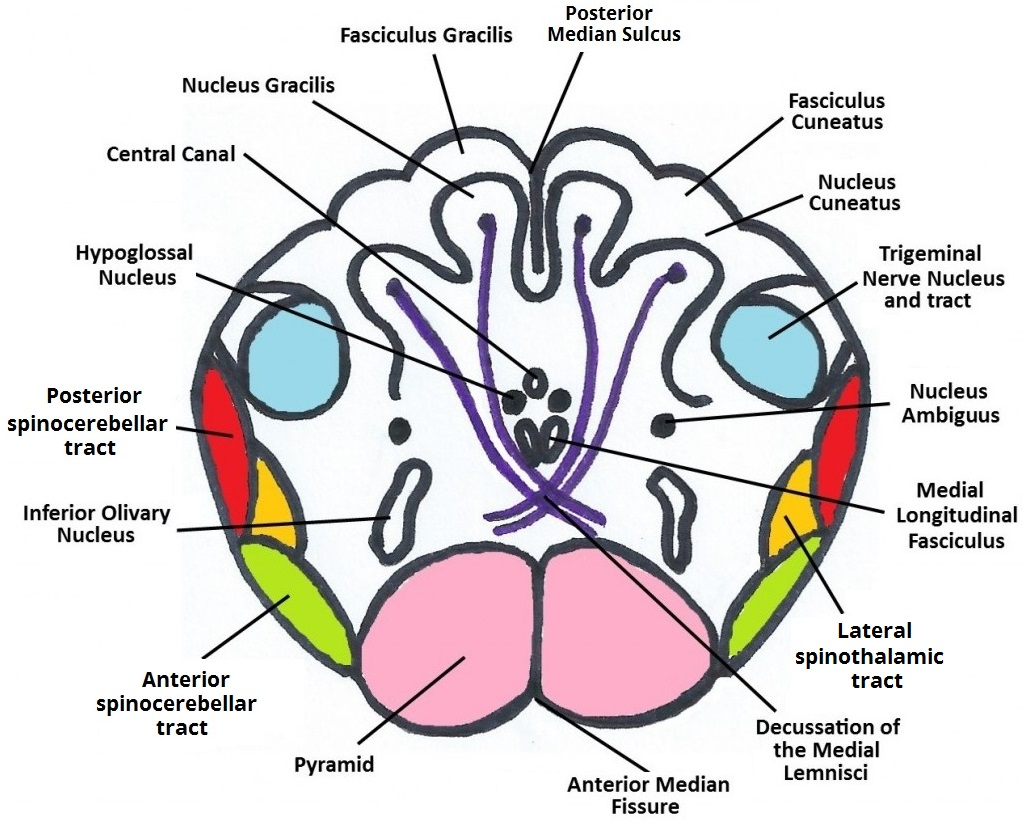 Posterior
Median Sulcus
Fasciculus Gracilis
Nucleus Gracilis
Fasciculus
Cuneatus
Central Canal
Nucleus
Cuneatus
Hypoglossal
Nucleus
Trigeminal
Nerve Nucleus
and tract
Posterior
spinocerebellar
tract
Nucleus
Ambiguus
Inferior Olivary
Nucleus
Medial
Longitudinal
Fasciculus
Lateral
spinothalamic
tract
Anterior
spinocerebellar
tract
Pyramid
Decussation of
the Medial
Lemnisci
Anterior Median
Fissure